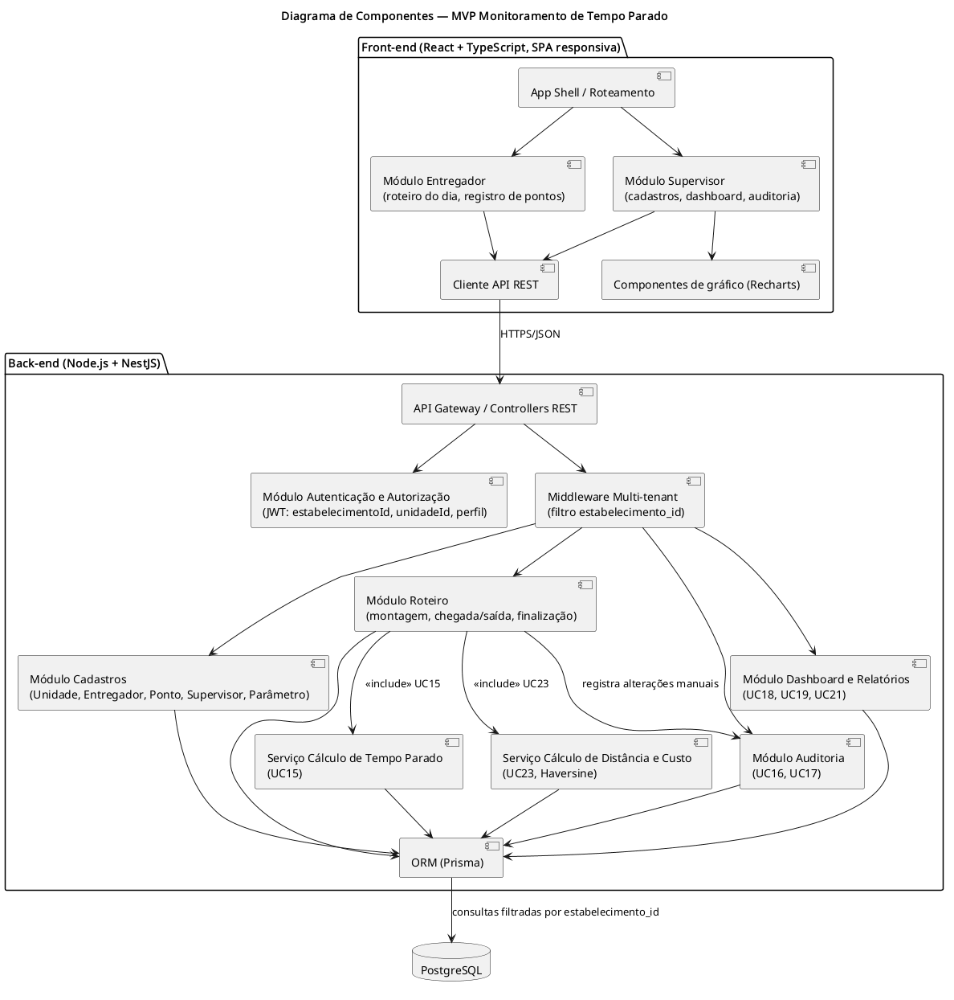 Diagrama de Componentes — MVP Monitoramento de Tempo Parado
Front-end (React + TypeScript, SPA responsiva)
App Shell / Roteamento
Módulo Entregador
(roteiro do dia, registro de pontos)
Módulo Supervisor
(cadastros, dashboard, auditoria)
Cliente API REST
Componentes de gráfico (Recharts)
HTTPS/JSON
Back-end (Node.js + NestJS)
API Gateway / Controllers REST
Módulo Autenticação e Autorização
(JWT: estabelecimentoId, unidadeId, perfil)
Middleware Multi-tenant
(filtro estabelecimento_id)
Módulo Roteiro
(montagem, chegada/saída, finalização)
Módulo Cadastros
(Unidade, Entregador, Ponto, Supervisor, Parâmetro)
«include» UC15
«include» UC23
registra alterações manuais
Módulo Dashboard e Relatórios
(UC18, UC19, UC21)
Serviço Cálculo de Tempo Parado
(UC15)
Serviço Cálculo de Distância e Custo
(UC23, Haversine)
Módulo Auditoria
(UC16, UC17)
ORM (Prisma)
consultas filtradas por estabelecimento_id
PostgreSQL